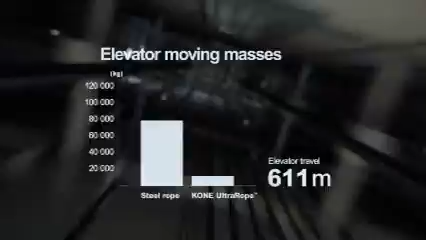 Elevator moving masses
(kg)
120 000
100 000
80 000
60 000
40 000
20 000
Steel rope
KONE UltraRope™
Elevator travel
611m